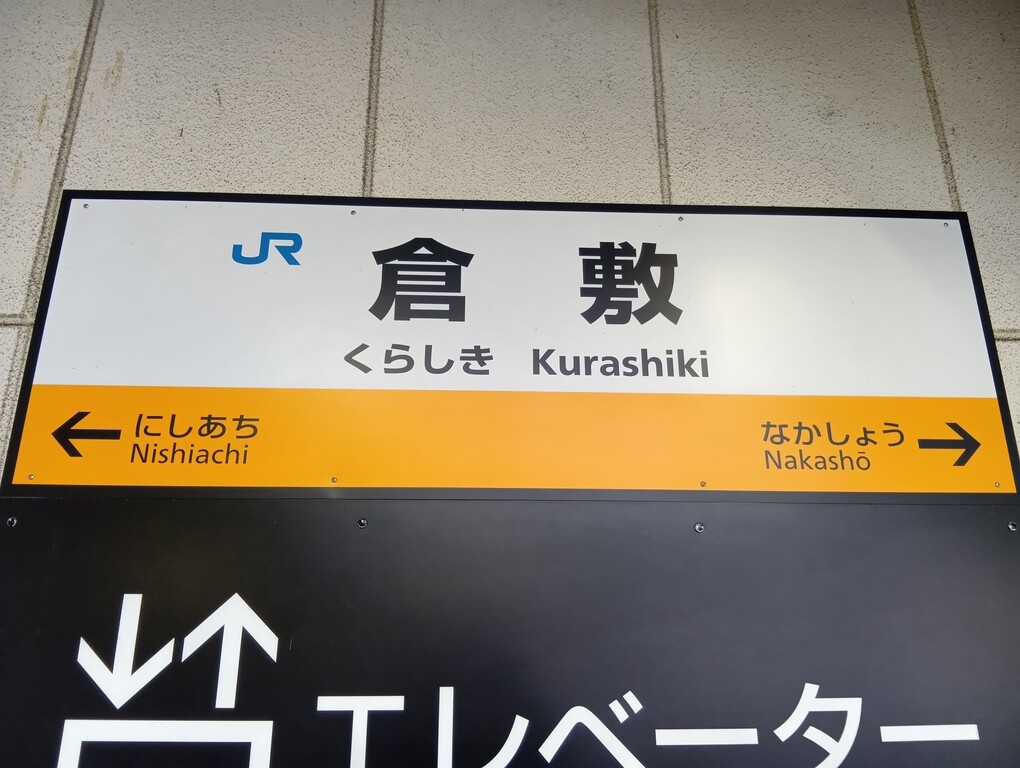 JR 倉敷
くらしき Kurashiki
← にしあち
Nishiachi
なかしょう →
Nakashō
エレベーター